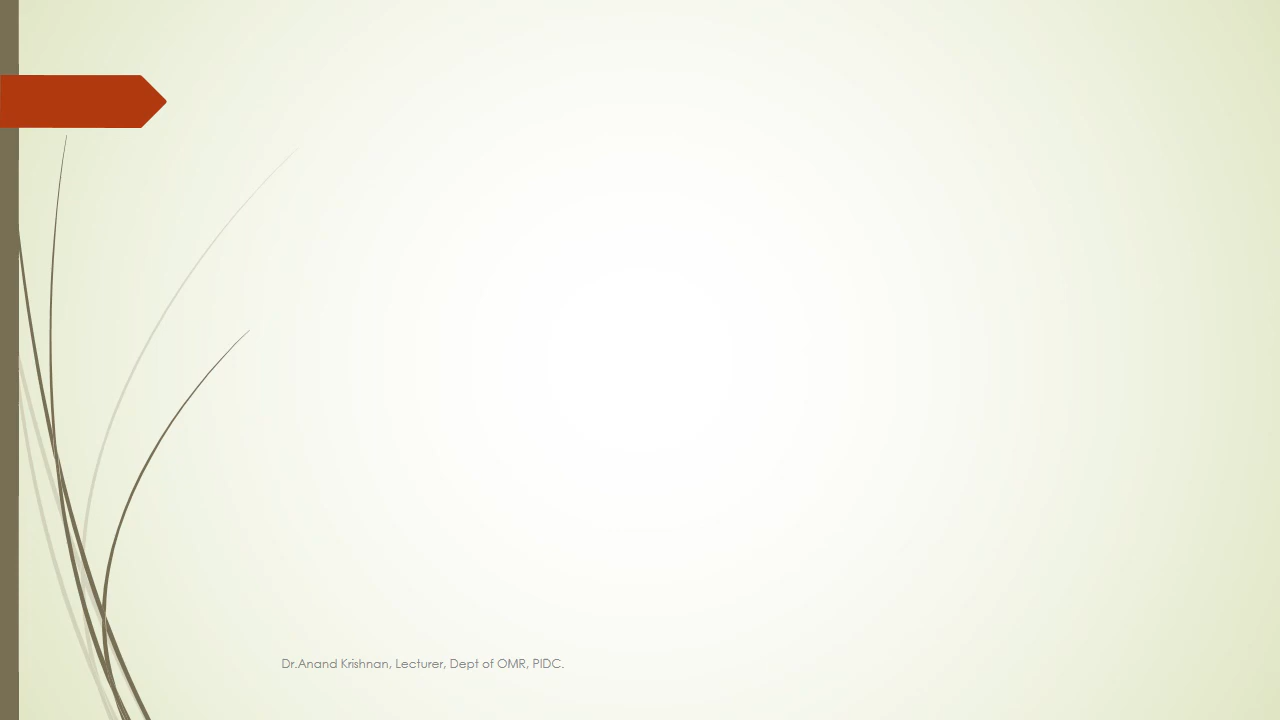 Dr.Anand Krishnan, Lecturer, Dept of OMR, PIDC.